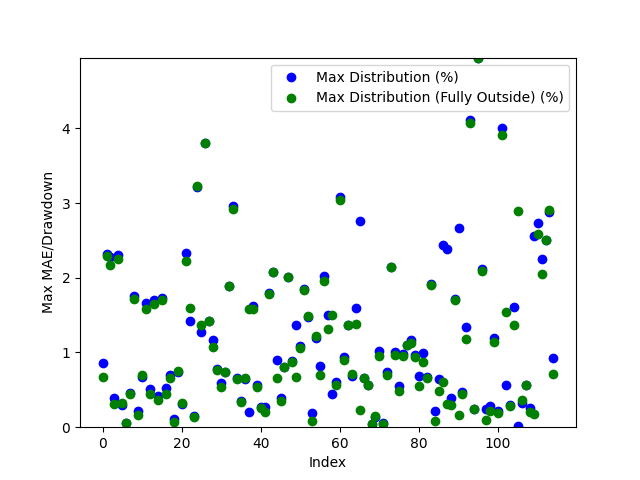 Max Distribution (%)
Max Distribution (Fully Outside) (%)
4
3
2
1
0
0
20
40
60
80
100
Max MAE/Drawdown
Index